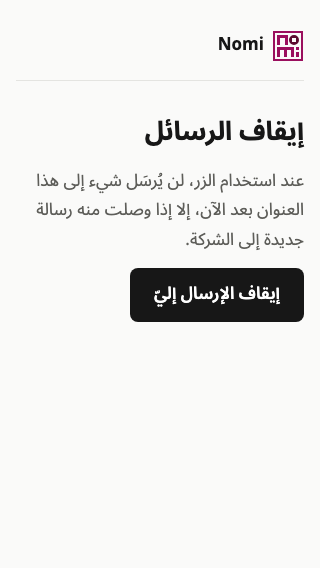 nomi
Nomi
إيقاف الرسائل
عند استخدام الزر، لن يُرسَل شيء إلى هذا
العنوان بعد الآن، إلا إذا وصلت منه رسالة
جديدة إلى الشركة.
إيقاف الإرسال إليّ